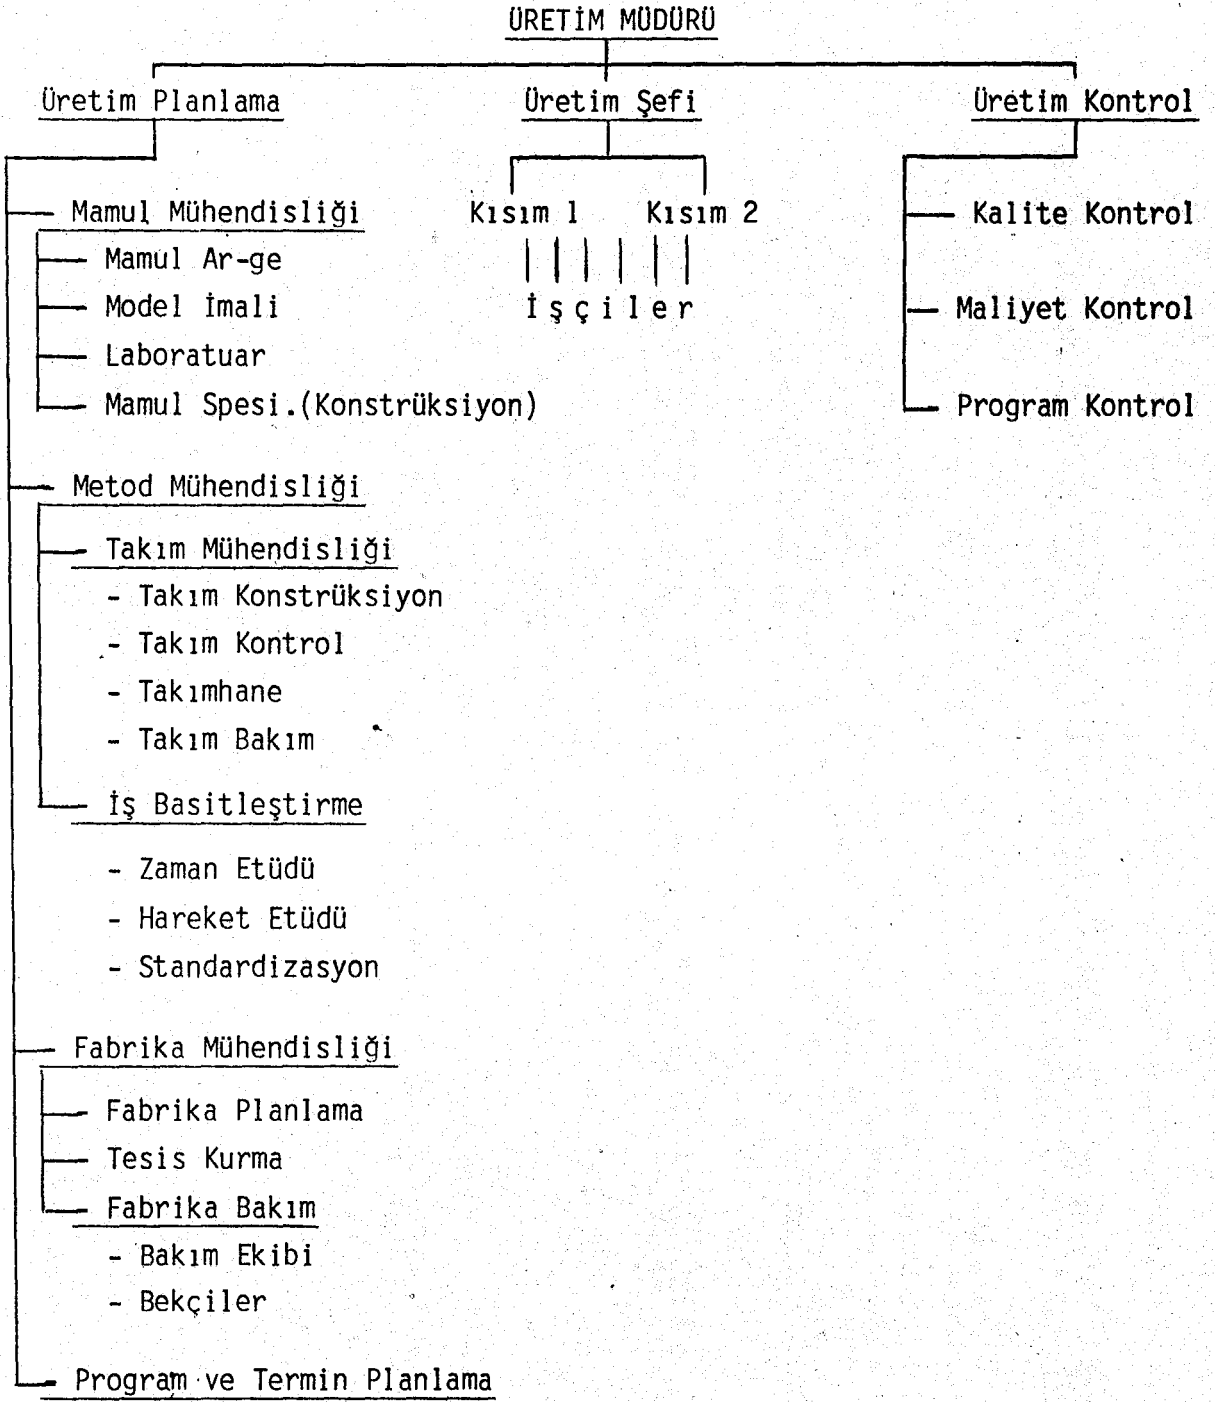 ÜRETİM MÜDÜRÜ
Üretim Planlama Üretim Şefi Üretim Kontrol
Mamul Mühendisliği Kısım 1 Kısım 2 Kalite Kontrol
Mamul Ar-ge
Model İmali İşçiler Maliyet Kontrol
Laboratuar
Mamul Spesi.(Konstrüksiyon) Program Kontrol
Metod Mühendisliği
Takım Mühendisliği
- Takım Konstrüksiyon
- Takım Kontrol
- Takımhane
- Takım Bakım
İş Basitleştirme
- Zaman Etüdü
- Hareket Etüdü
- Standardizasyon
Fabrika Mühendisliği
Fabrika Planlama
Tesis Kurma
Fabrika Bakım
- Bakım Ekibi
- Bekçiler
Program ve Termin Planlama